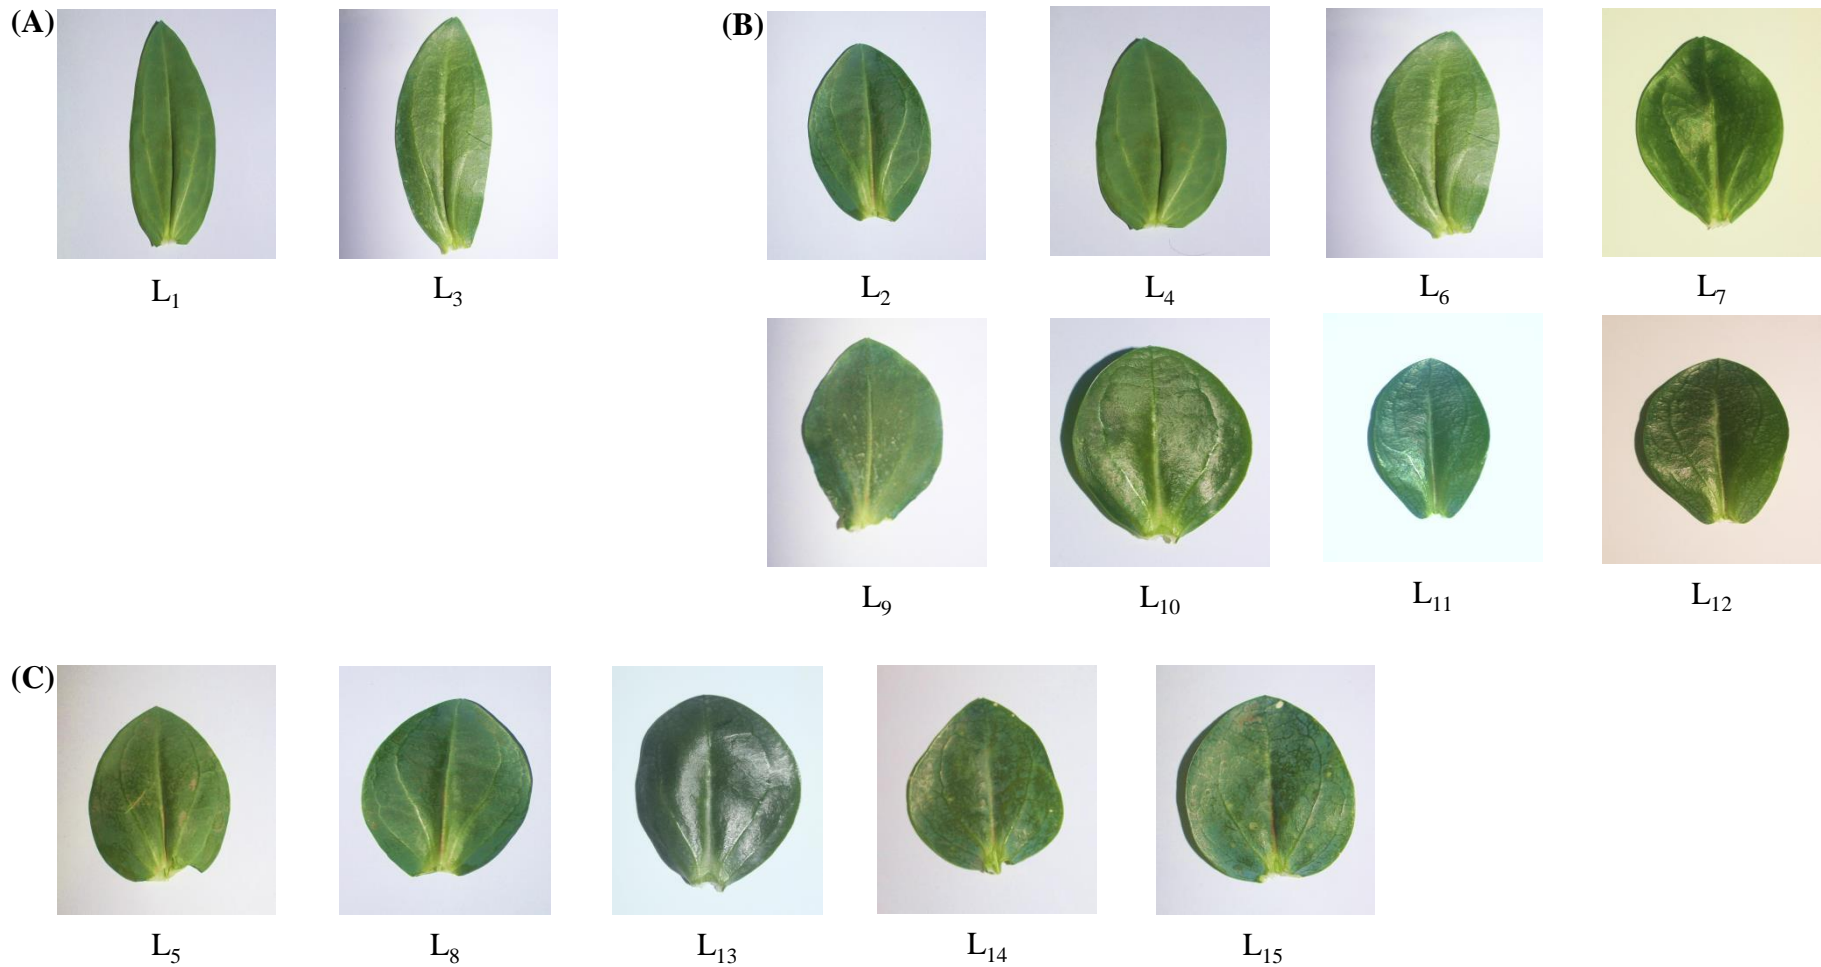 (A) (B)
L₁ L₃ L₂ L₄ L₆ L₇
L₉ L₁₀ L₁₁ L₁₂
(C)
L₅ L₈ L₁₃ L₁₄ L₁₅